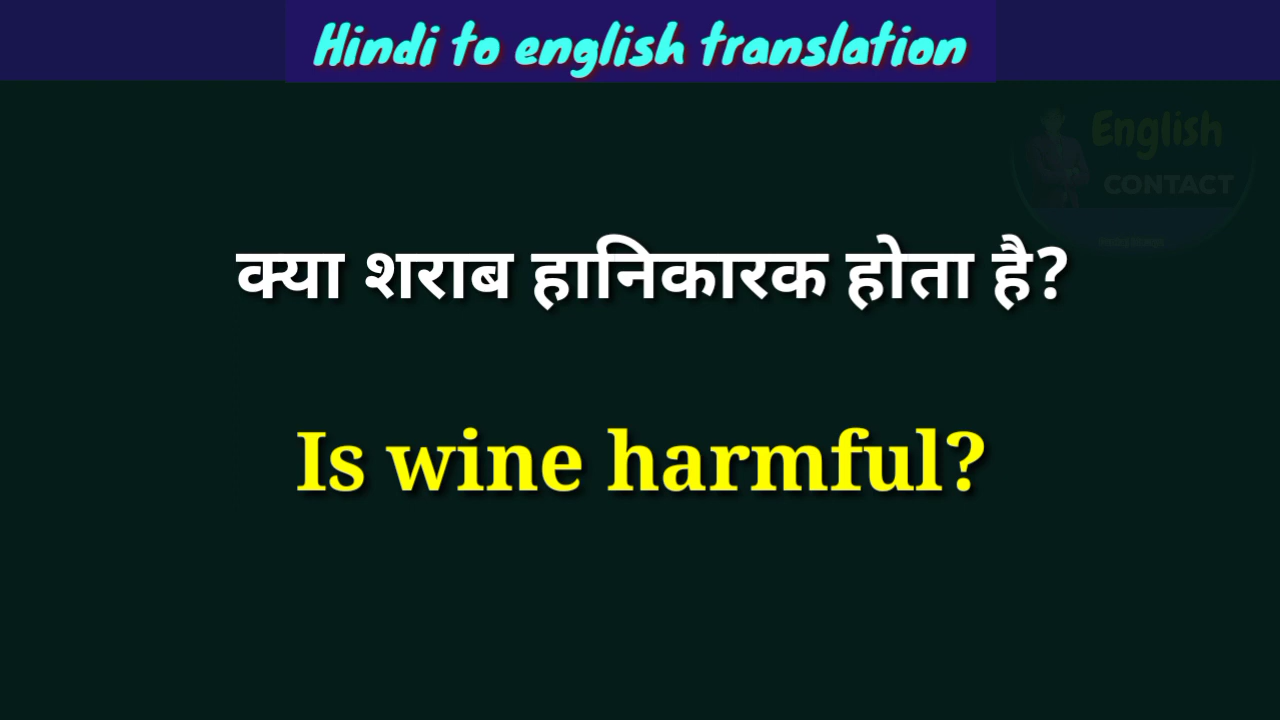 Hindi to english translation
English
CONTACT
क्या शराब हानिकारक होता है?
Is wine harmful?